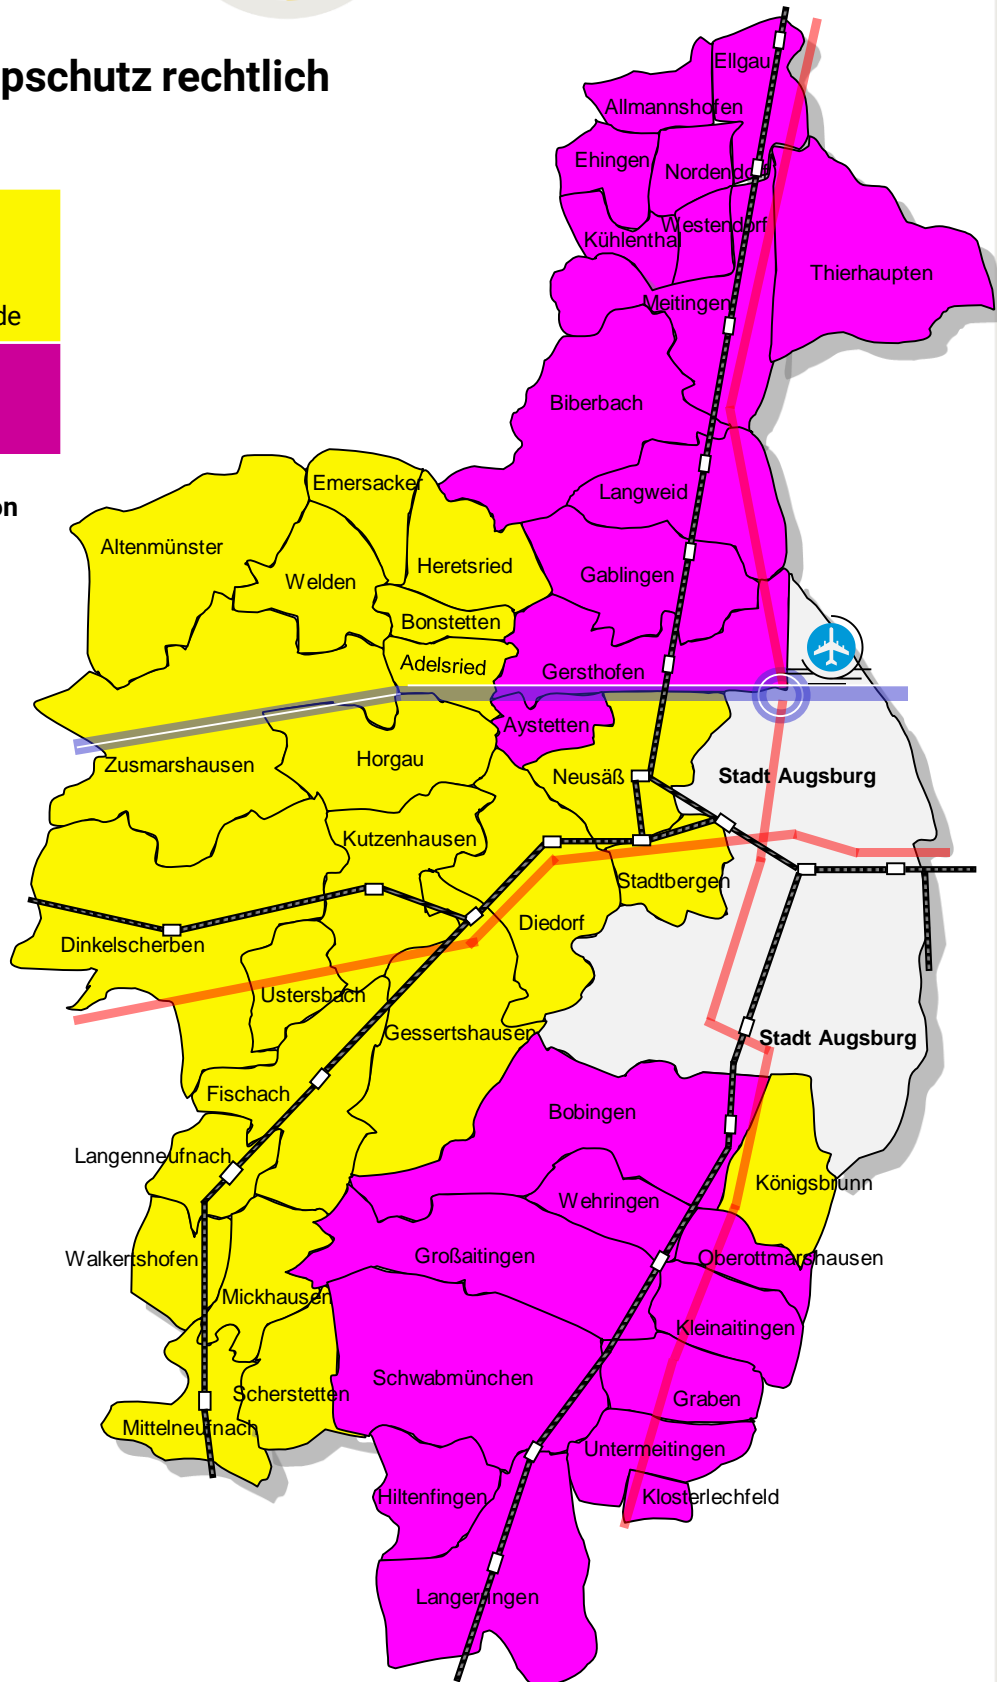 pschutz rechtlich
de
on
Ellgau
Allmannshofen
Ehingen
Nordendorf
Westendorf
Kühlenthal
Thierhaupten
Meitingen
Biberbach
Emersacker
Langweid
Altenmünster
Heretsried
Gablingen
Welden
Bonstetten
Adelsried
Gersthofen
Aystetten
Horgau
Zusmarshausen
Neusäß
Stadt Augsburg
Kutzenhausen
Stadtbergen
Diedorf
Dinkelscherben
Ustersbach
Gessertshausen
Stadt Augsburg
Fischach
Bobingen
Langenneufnach
Königsbrunn
Wehringen
Walkertshofen
Großaitingen
Oberottmarshausen
Mickhausen
Kleinaitingen
Schwabmünchen
Scherstetten
Graben
Mittelneufnach
Untermeitingen
Hiltenfingen
Klosterlechfeld
Langerringen